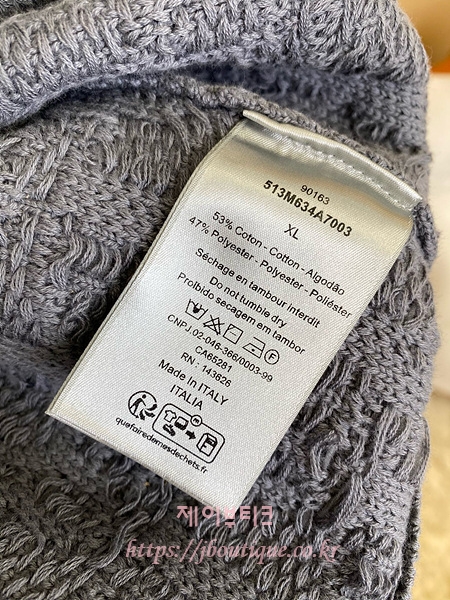 90163
513M634A7003
XL
53% Coton - Cotton - Algodão
47% Polyester - Polyester - Poliéster
Séchage en tambour interdit
Do not tumble dry
Proibido secagem em tambor
CNPJ.02-046-366/0003-99
CA65281
RN : 143626
Made In ITALY
ITALIA
quefairedemesdechets.fr
제이부티크
https://jboutique.co.kr